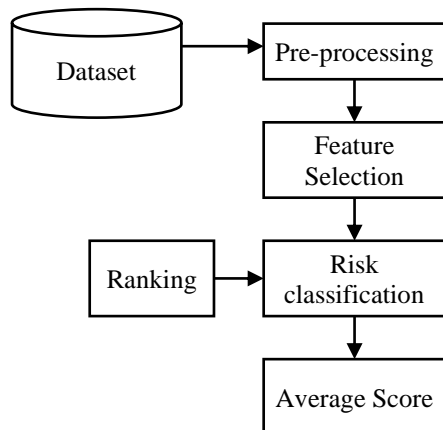 Dataset
Pre-processing
Feature
Selection
Ranking
Risk
classification
Average Score